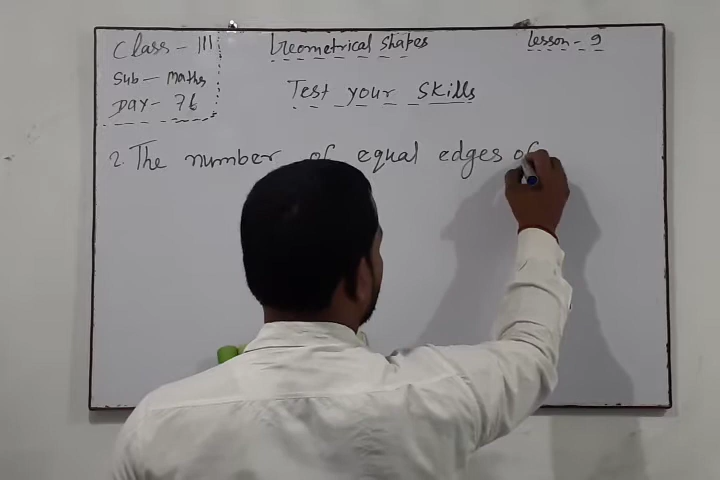 Class - III
Geometrical Shapes
Lesson - 9
Sub - Maths
Test your Skills
Day - 76
2. The number of equal edges of